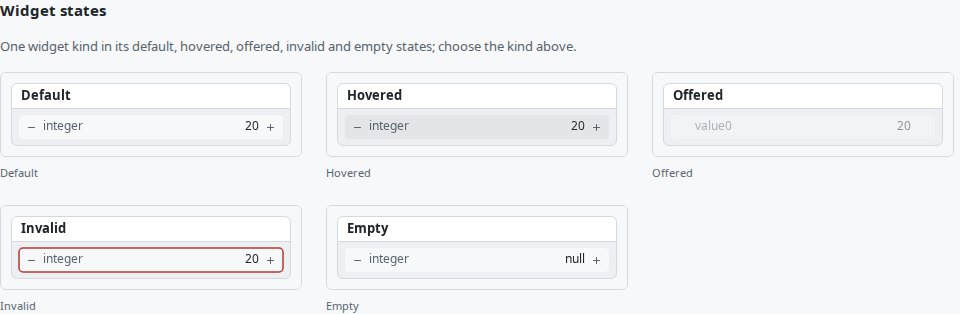 Widget states
One widget kind in its default, hovered, offered, invalid and empty states; choose the kind above.
Default
− integer 20 +
Default
Hovered
− integer 20 +
Hovered
Offered
value0 20
Offered
Invalid
− integer 20 +
Invalid
Empty
− integer null +
Empty